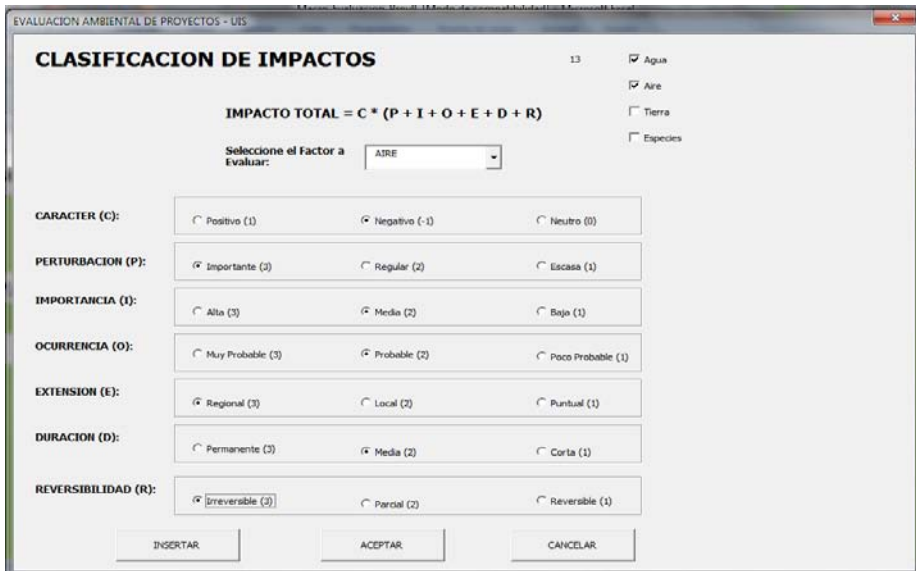 EVALUACION AMBIENTAL DE PROYECTOS - UIS
CLASIFICACION DE IMPACTOS
13
Agua
Aire
Tierra
Especies
IMPACTO TOTAL = C * (P + I + O + E + D + R)
Seleccione el Factor a
Evaluar:
AIRE
CARACTER (C): Positivo (1) Negativo (-1) Neutro (0)
PERTURBACION (P): Importante (3) Regular (2) Escasa (1)
IMPORTANCIA (I): Alta (3) Media (2) Baja (1)
OCURRENCIA (O): Muy Probable (3) Probable (2) Poco Probable (1)
EXTENSION (E): Regional (3) Local (2) Puntual (1)
DURACION (D): Permanente (3) Media (2) Corta (1)
REVERSIBILIDAD (R): Irreversible (3) Parcial (2) Reversible (1)
INSERTAR ACEPTAR CANCELAR